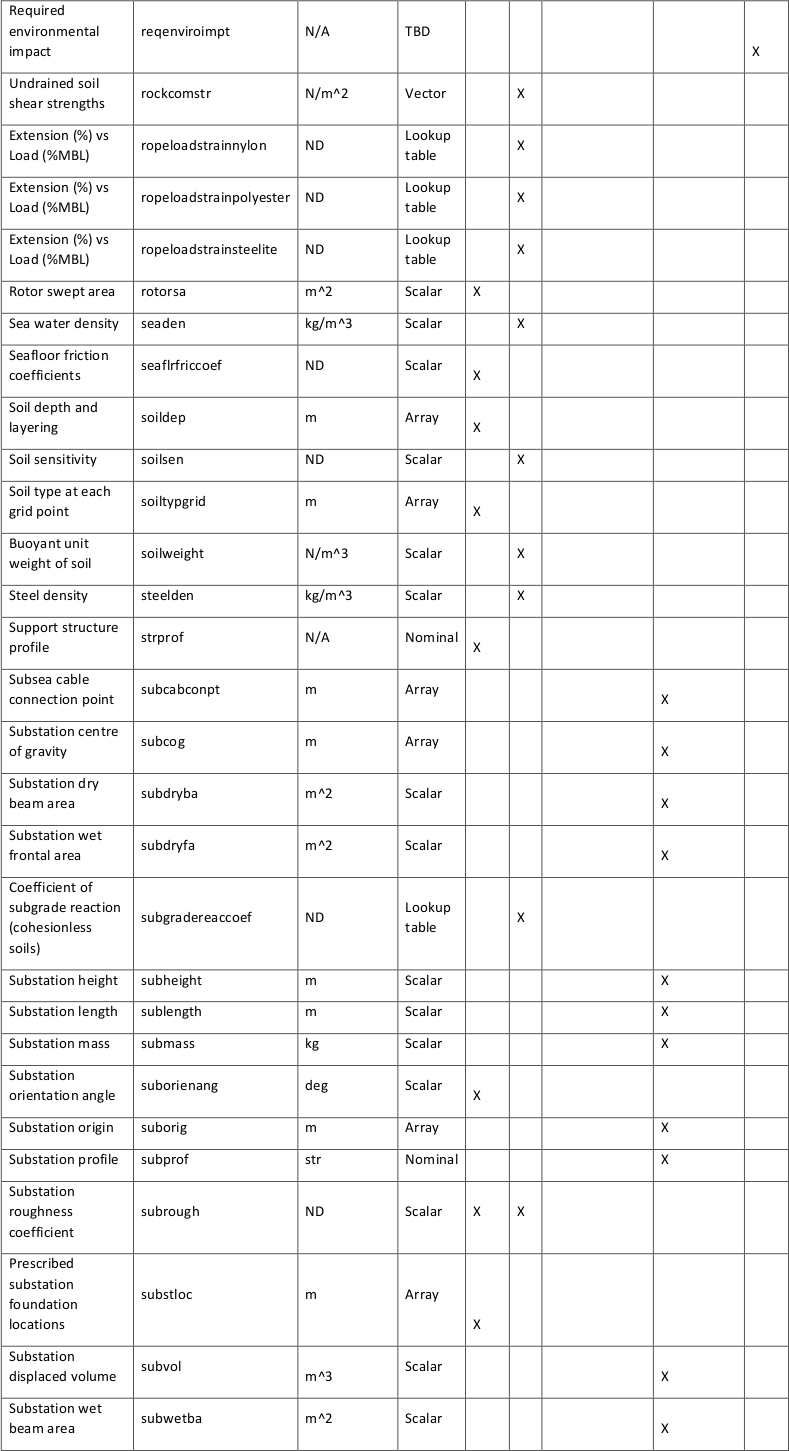 Required
environmental
impact
reqenviroimpt
N/A
TBD
X
Undrained soil
shear strengths
rockcomstr
N/m^2
Vector
X
Extension (%) vs
Load (%MBL)
ropeloadstrainnylon
ND
Lookup
table
X
Extension (%) vs
Load (%MBL)
ropeloadstrainpolyester
ND
Lookup
table
X
Extension (%) vs
Load (%MBL)
ropeloadstrainsteelite
ND
Lookup
table
X
Rotor swept area
rotorsa
m^2
Scalar
X
Sea water density
seaden
kg/m^3
Scalar
X
Seafloor friction
coefficients
seaflrfriccoef
ND
Scalar
X
Soil depth and
layering
soildep
m
Array
X
Soil sensitivity
soilsen
ND
Scalar
X
Soil type at each
grid point
soiltypgrid
m
Array
X
Buoyant unit
weight of soil
soilweight
N/m^3
Scalar
X
Steel density
steelden
kg/m^3
Scalar
X
Support structure
profile
strprof
N/A
Nominal
X
Subsea cable
connection point
subcabconpt
m
Array
X
Substation centre
of gravity
subcog
m
Array
X
Substation dry
beam area
subdryba
m^2
Scalar
X
Substation wet
frontal area
subdryfa
m^2
Scalar
X
Coefficient of
subgrade reaction
(cohesionless
soils)
subgradereaccoef
ND
Lookup
table
X
Substation height
subheight
m
Scalar
X
Substation length
sublength
m
Scalar
X
Substation mass
submass
kg
Scalar
X
Substation
orientation angle
suborienang
deg
Scalar
X
Substation origin
suborig
m
Array
X
Substation profile
subprof
str
Nominal
X
Substation
roughness
coefficient
subrough
ND
Scalar
X
X
Prescribed
substation
foundation
locations
substloc
m
Array
X
Substation
displaced volume
subvol
m^3
Scalar
X
Substation wet
beam area
subwetba
m^2
Scalar
X